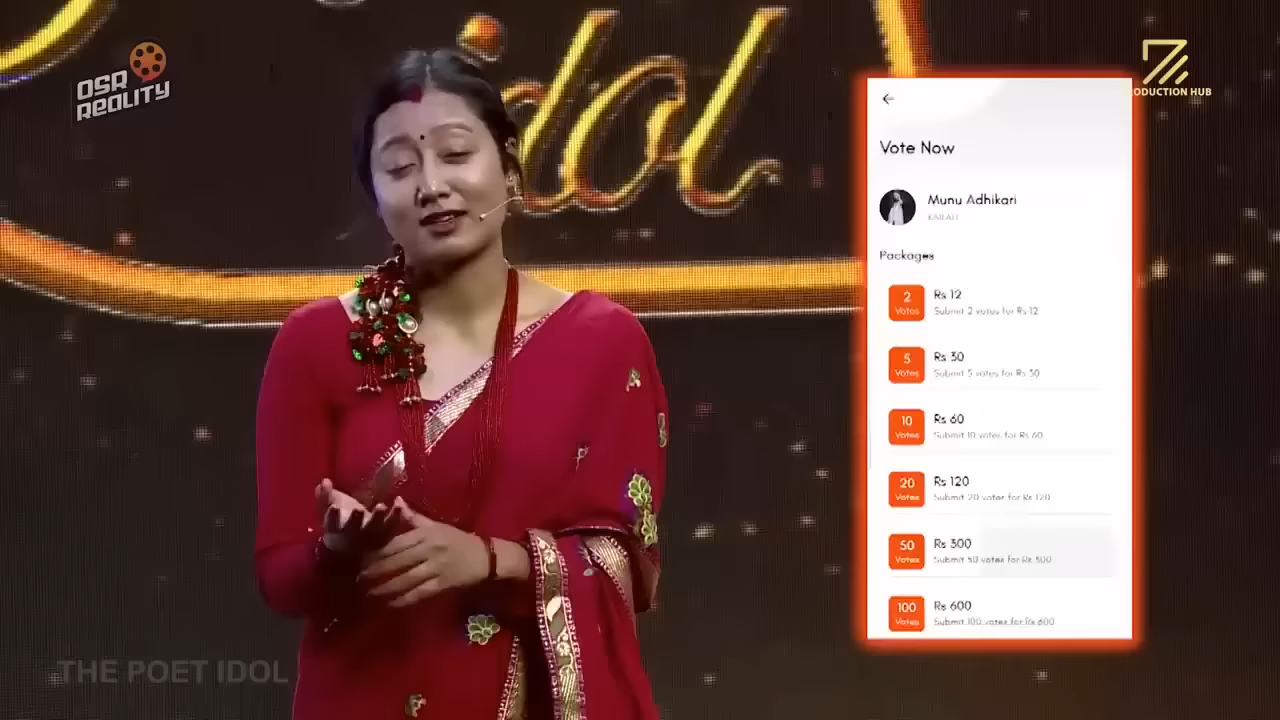 OSR
REALITY
idol
RODUCTION HUB
Vote Now
Munu Adhikari
Packages
2
Votes
Rs 12
Submit 2 votes for Rs 12
5
Votes
Rs 30
Submit 5 votes for Rs 30
10
Votes
Rs 60
Submit 10 votes for Rs 60
20
Votes
Rs 120
Submit 20 votes for Rs 120
50
Votes
Rs 300
Submit 50 votes for Rs 300
100
Votes
Rs 600
Submit 100 votes for Rs 600
THE POET IDOL